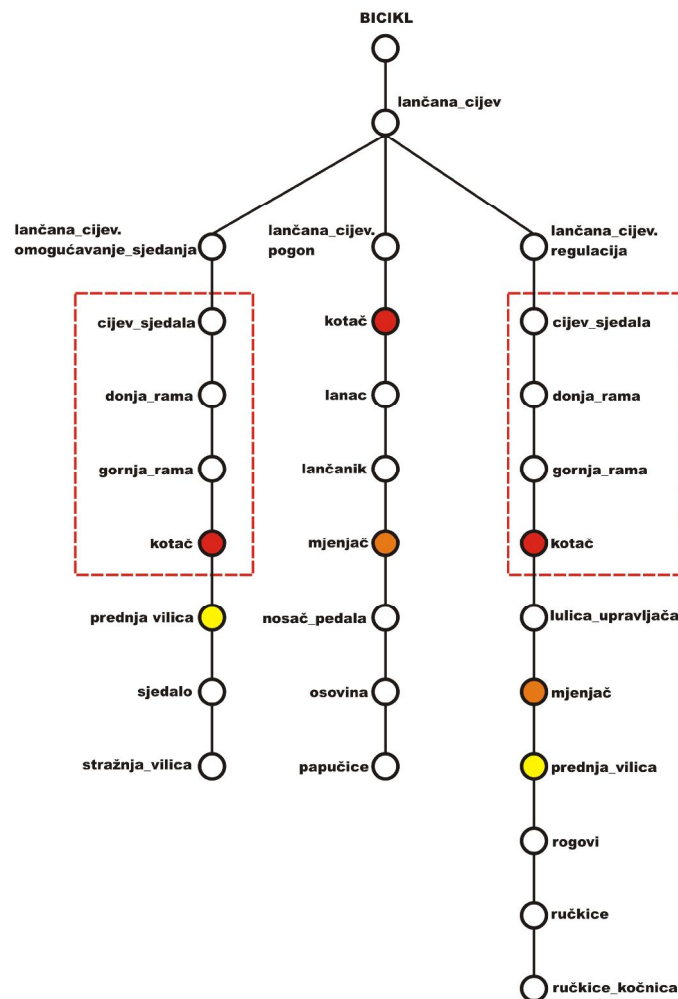 BICIKL
lančana_cijev
lančana_cijev.
omogućavanje_sjedanja
cijev_sjedala
donja_rama
gornja_rama
kotač
prednja vilica
sjedalo
stražnja_vilica
lančana_cijev.
pogon
kotač
lanac
lančanik
mjenjač
nosač_pedala
osovina
papučice
lančana_cijev.
regulacija
cijev_sjedala
donja_rama
gornja_rama
kotač
lulica_upravljača
mjenjač
prednja_vilica
rogovi
ručkice
ručkice_kočnica